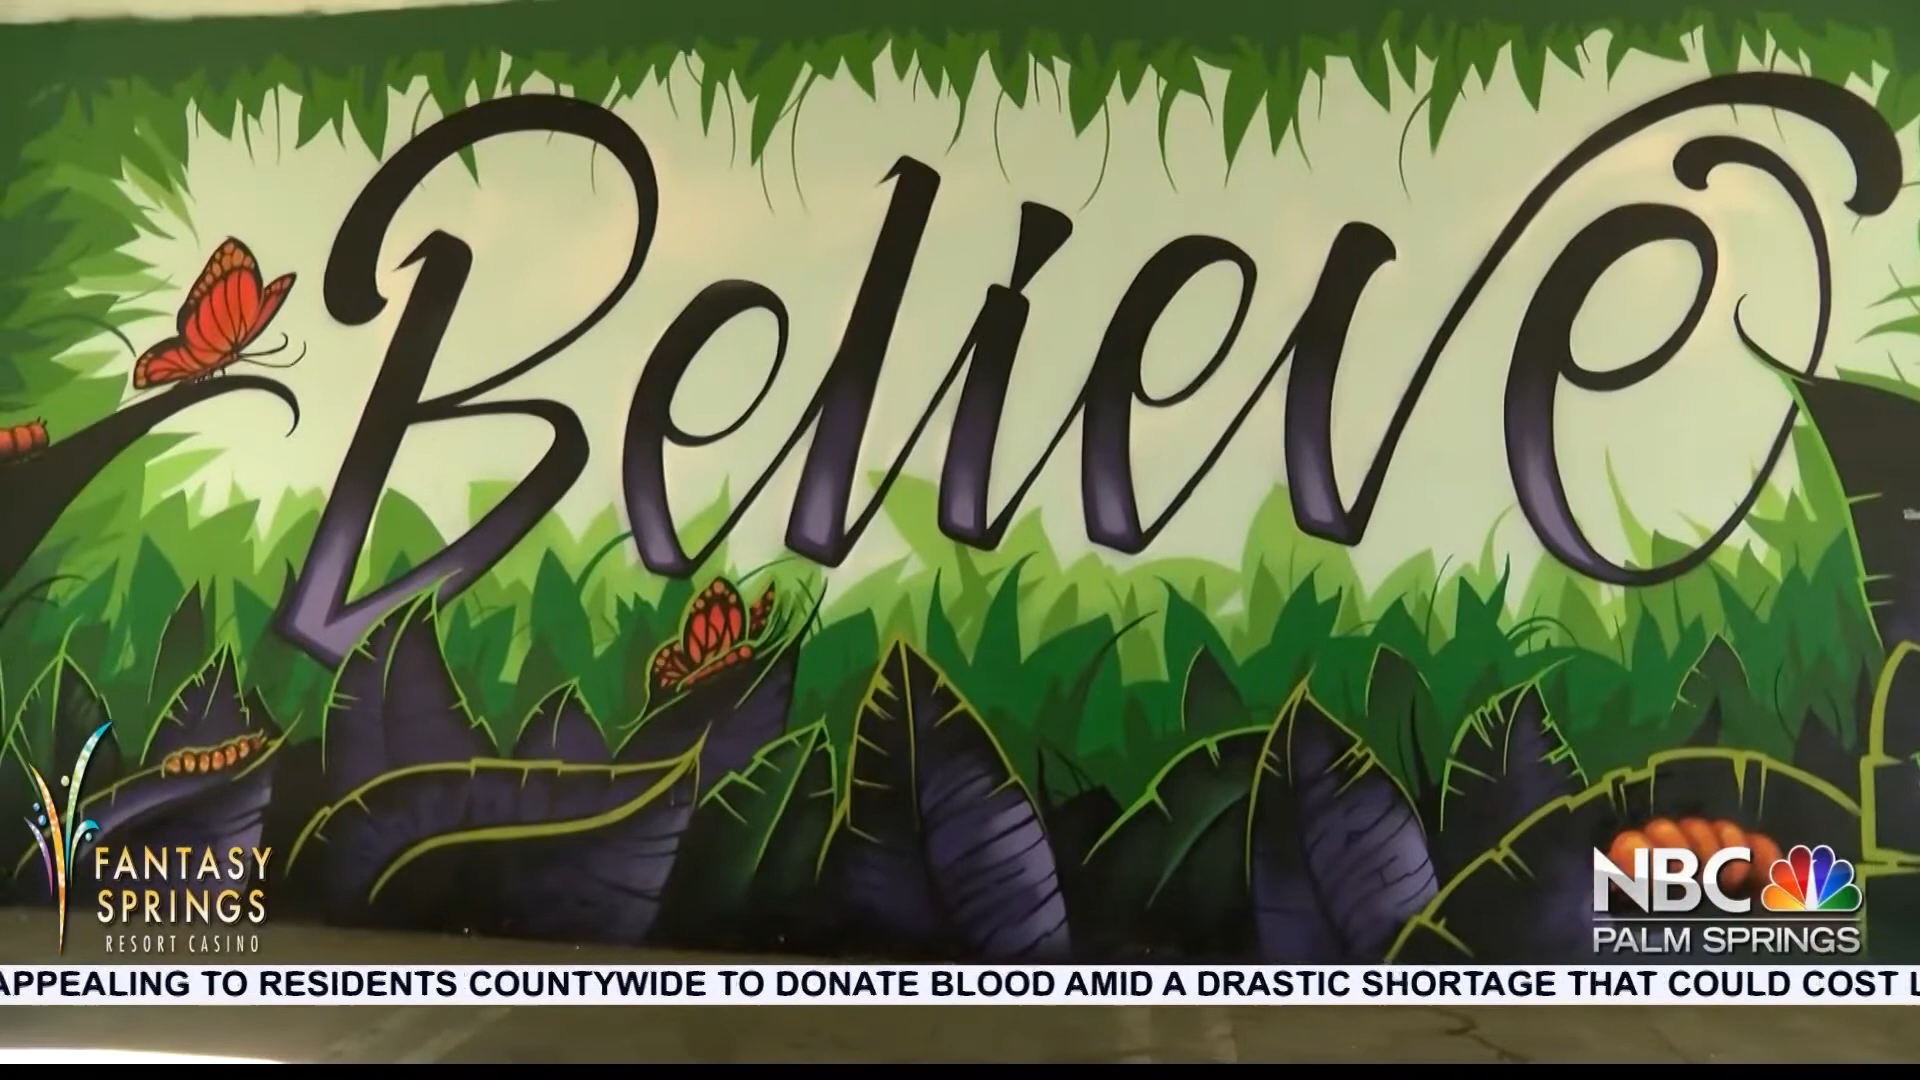 Believe
FANTASY
SPRINGS
RESORT CASINO
NBC
PALM SPRINGS
APPEALING TO RESIDENTS COUNTYWIDE TO DONATE BLOOD AMID A DRASTIC SHORTAGE THAT COULD COST L